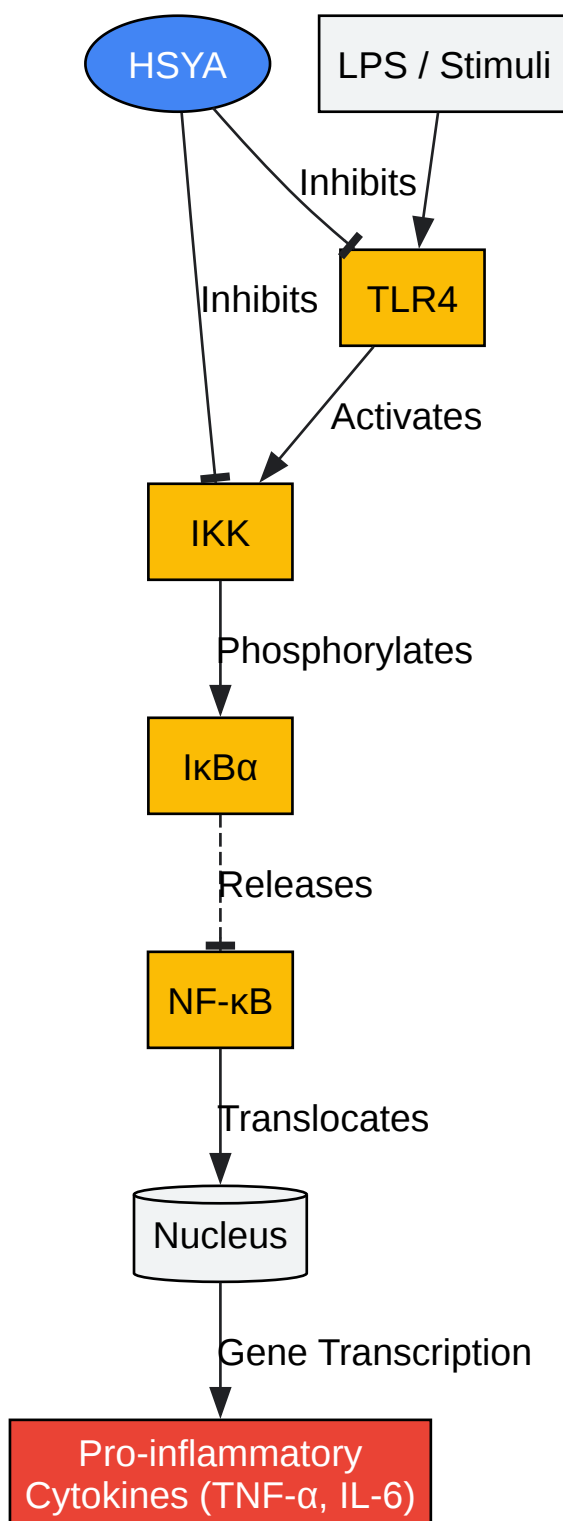 HSYA
LPS / Stimuli
Inhibits
Inhibits
TLR4
Activates
IKK
Phosphorylates
IκBα
Releases
NF-κB
Translocates
Nucleus
Gene Transcription
Pro-inflammatory
Cytokines (TNF-α, IL-6)